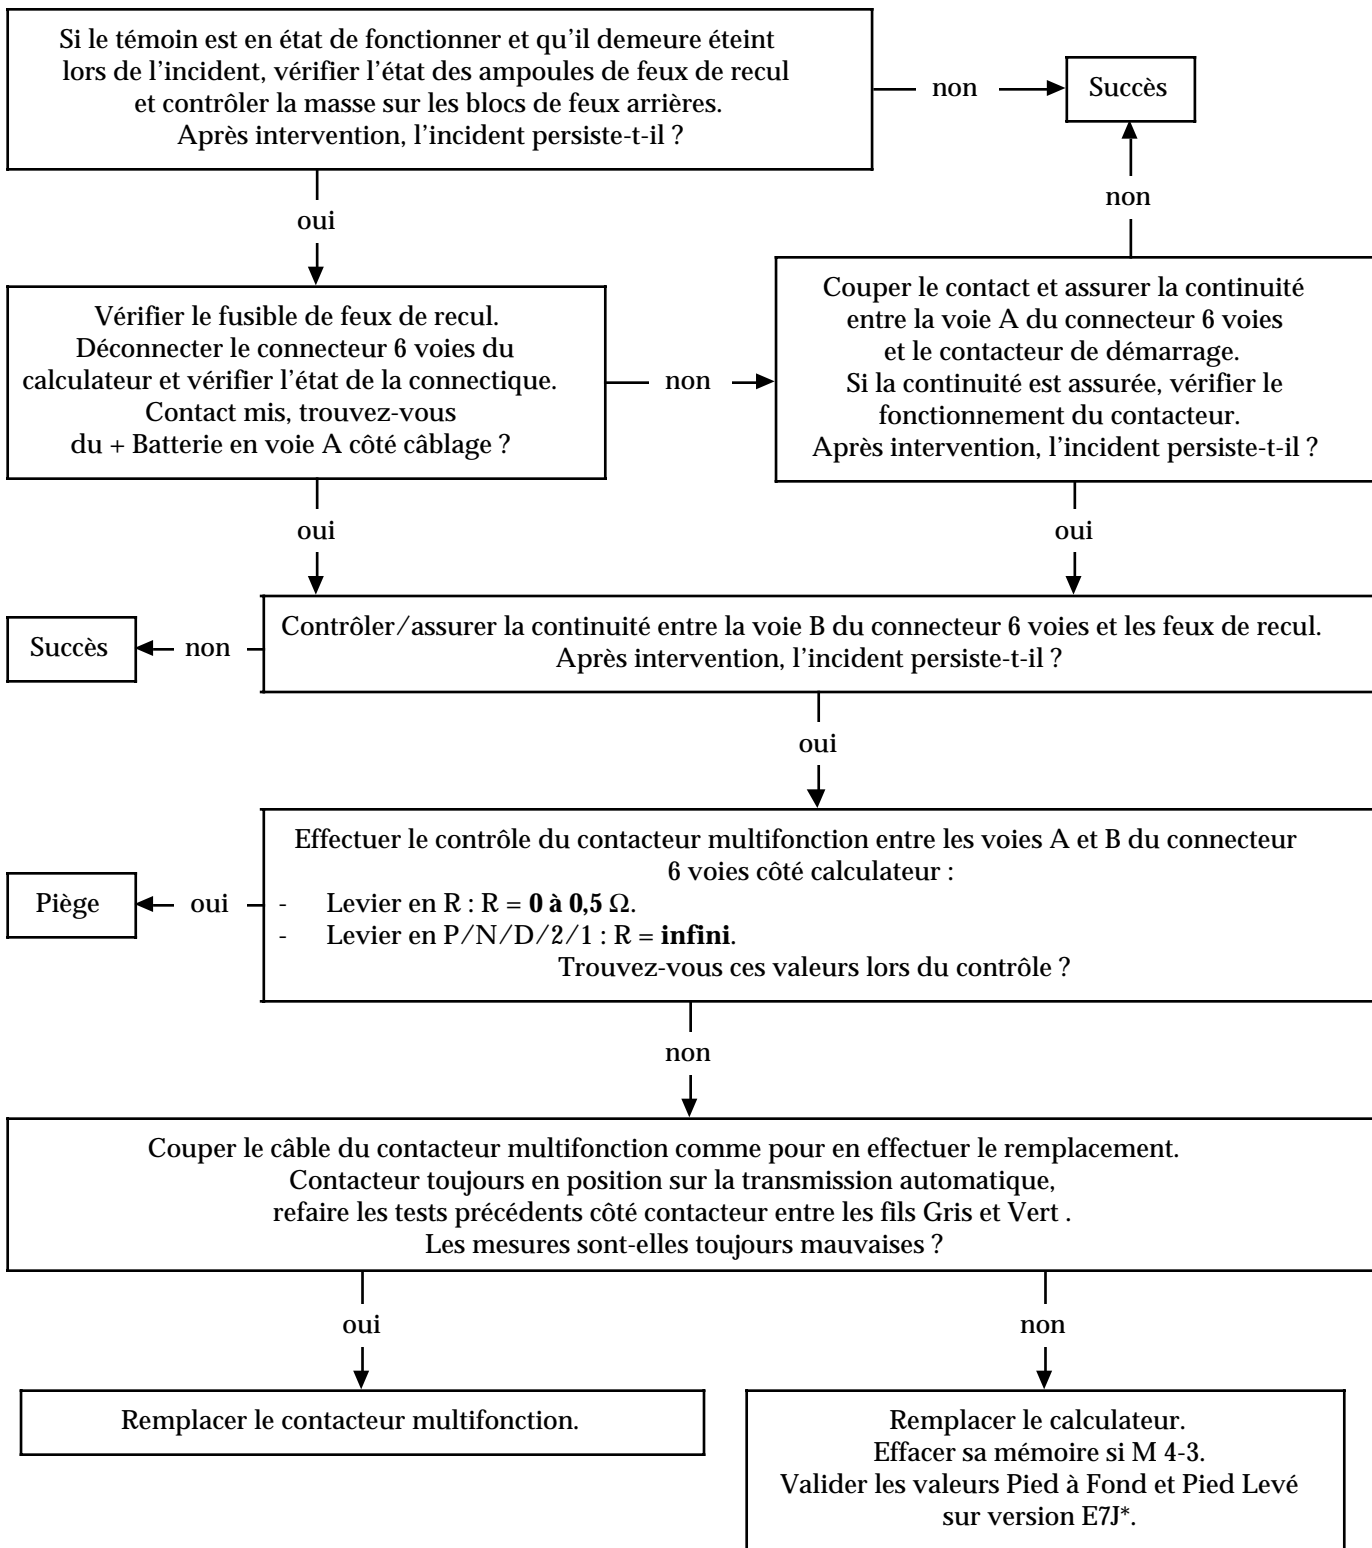 Si le témoin est en état de fonctionner et qu'il demeure éteint
lors de l'incident, vérifier l'état des ampoules de feux de recul
et contrôler la masse sur les blocs de feux arrières.
Après intervention, l'incident persiste-t-il ?
non
Succès
oui
non
Vérifier le fusible de feux de recul.
Déconnecter le connecteur 6 voies du
calculateur et vérifier l'état de la connectique.
Contact mis, trouvez-vous
du + Batterie en voie A côté câblage ?
non
Couper le contact et assurer la continuité
entre la voie A du connecteur 6 voies
et le contacteur de démarrage.
Si la continuité est assurée, vérifier le
fonctionnement du contacteur.
Après intervention, l'incident persiste-t-il ?
oui
oui
Succès
non
Contrôler/assurer la continuité entre la voie B du connecteur 6 voies et les feux de recul.
Après intervention, l'incident persiste-t-il ?
oui
Piège
oui
Effectuer le contrôle du contacteur multifonction entre les voies A et B du connecteur
6 voies côté calculateur :
- Levier en R : R = 0 à 0,5 Ω.
- Levier en P/N/D/2/1 : R = infini.
Trouvez-vous ces valeurs lors du contrôle ?
non
Couper le câble du contacteur multifonction comme pour en effectuer le remplacement.
Contacteur toujours en position sur la transmission automatique,
refaire les tests précédents côté contacteur entre les fils Gris et Vert .
Les mesures sont-elles toujours mauvaises ?
oui
non
Remplacer le contacteur multifonction.
Remplacer le calculateur.
Effacer sa mémoire si M 4-3.
Valider les valeurs Pied à Fond et Pied Levé
sur version E7J*.